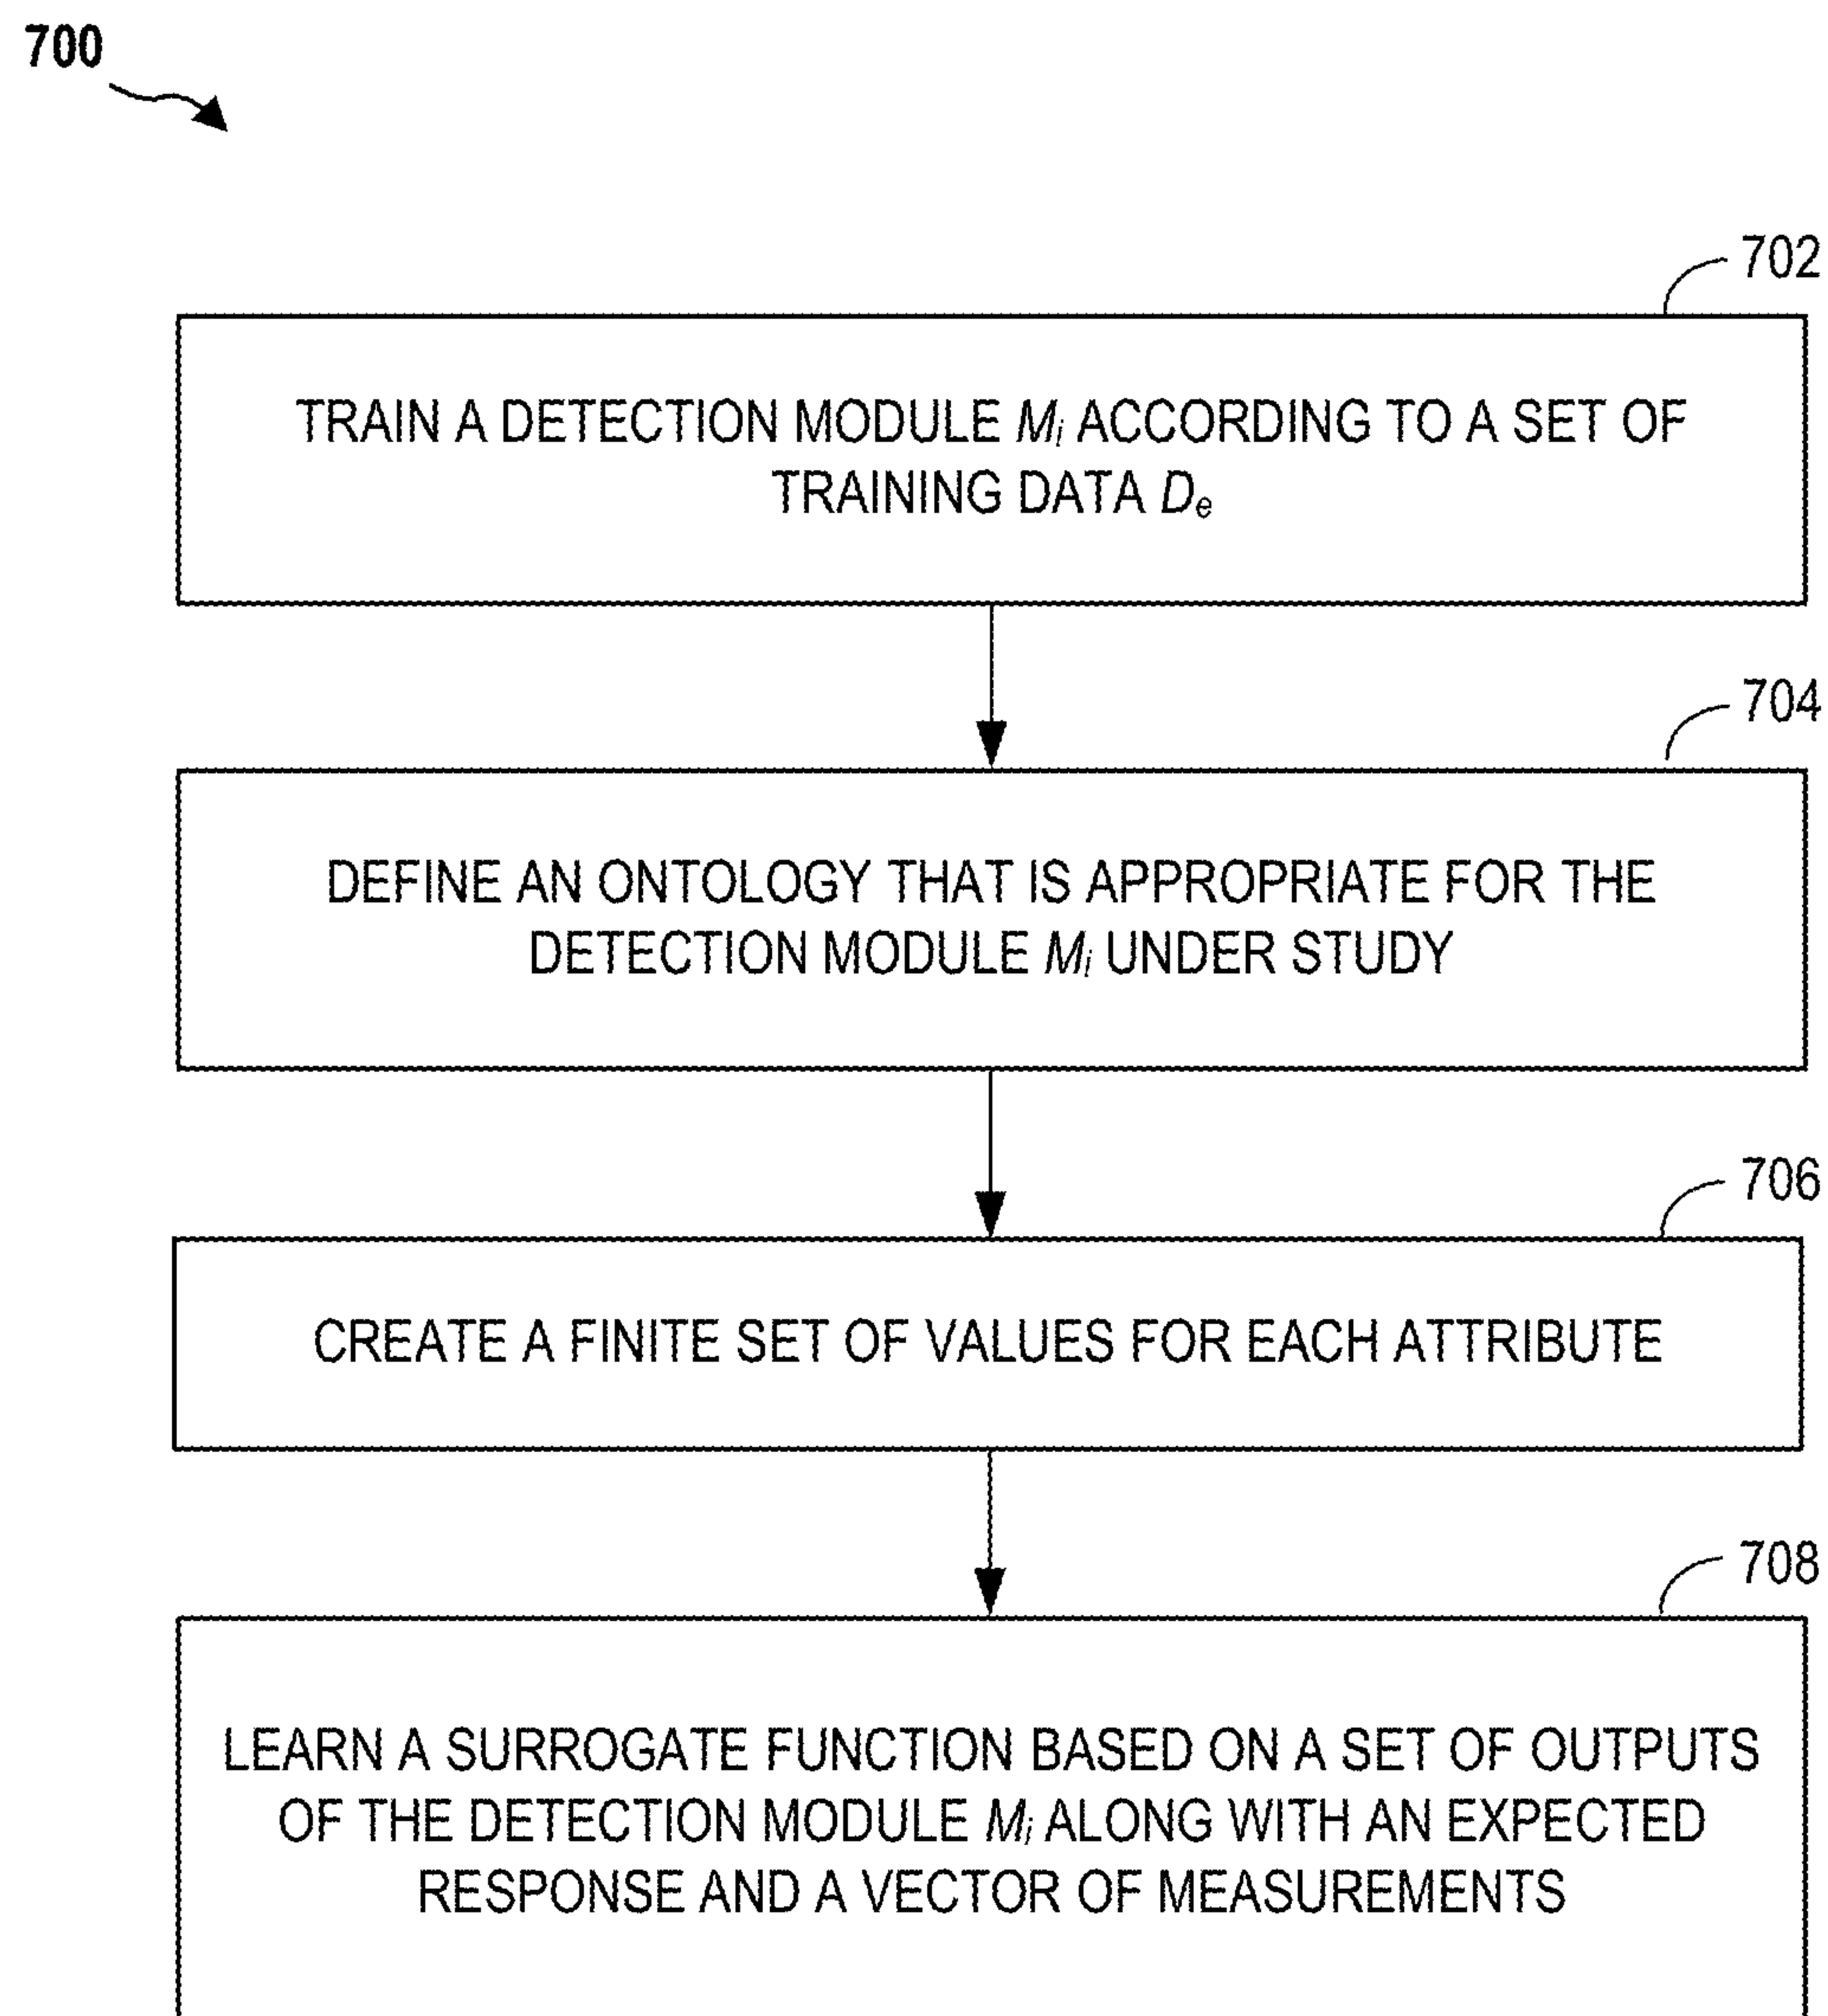 700
702
TRAIN A DETECTION MODULE Mi ACCORDING TO A SET OF
TRAINING DATA De
704
DEFINE AN ONTOLOGY THAT IS APPROPRIATE FOR THE
DETECTION MODULE Mi UNDER STUDY
706
CREATE A FINITE SET OF VALUES FOR EACH ATTRIBUTE
708
LEARN A SURROGATE FUNCTION BASED ON A SET OF OUTPUTS
OF THE DETECTION MODULE Mi ALONG WITH AN EXPECTED
RESPONSE AND A VECTOR OF MEASUREMENTS